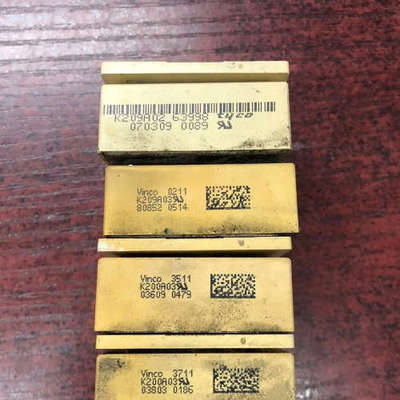 K209A02 63998 tyco
070309 0089
Vinco 0211
K209A03
80852 0514
Vinco 3511
K200A03
03609 0479
Vinco 3711
K200A03
03803 0186